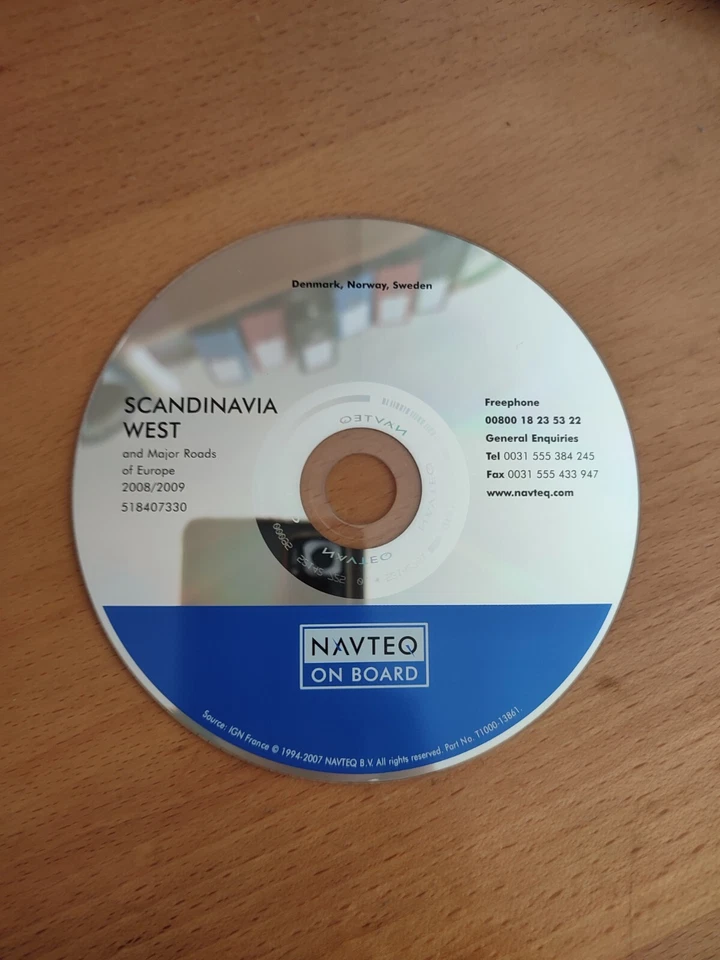 Denmark, Norway, Sweden
SCANDINAVIA
WEST
and Major Roads
of Europe
2008/2009
518407330
Freephone
00800 18 23 53 22
General Enquiries
Tel 0031 555 384 245
Fax 0031 555 433 947
www.navteq.com
NAVTEQ
NAVTEQ
NAVTEQ
ON BOARD
Source: IGN France © 1994-2007 NAVTEQ B.V. All rights reserved. Part No. T1000-13861.